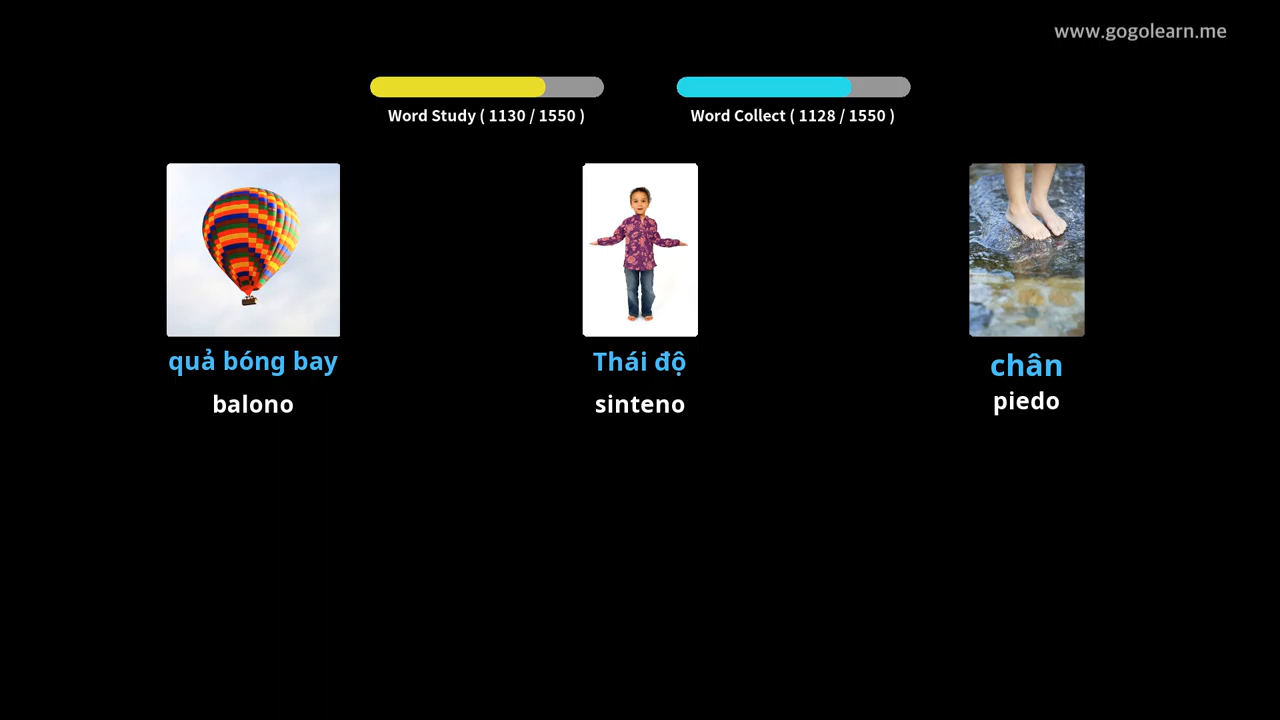 www.gogolearn.me
Word Study ( 1130 / 1550 )
Word Collect ( 1128 / 1550 )
quả bóng bay
balono
Thái độ
sinteno
chân
piedo